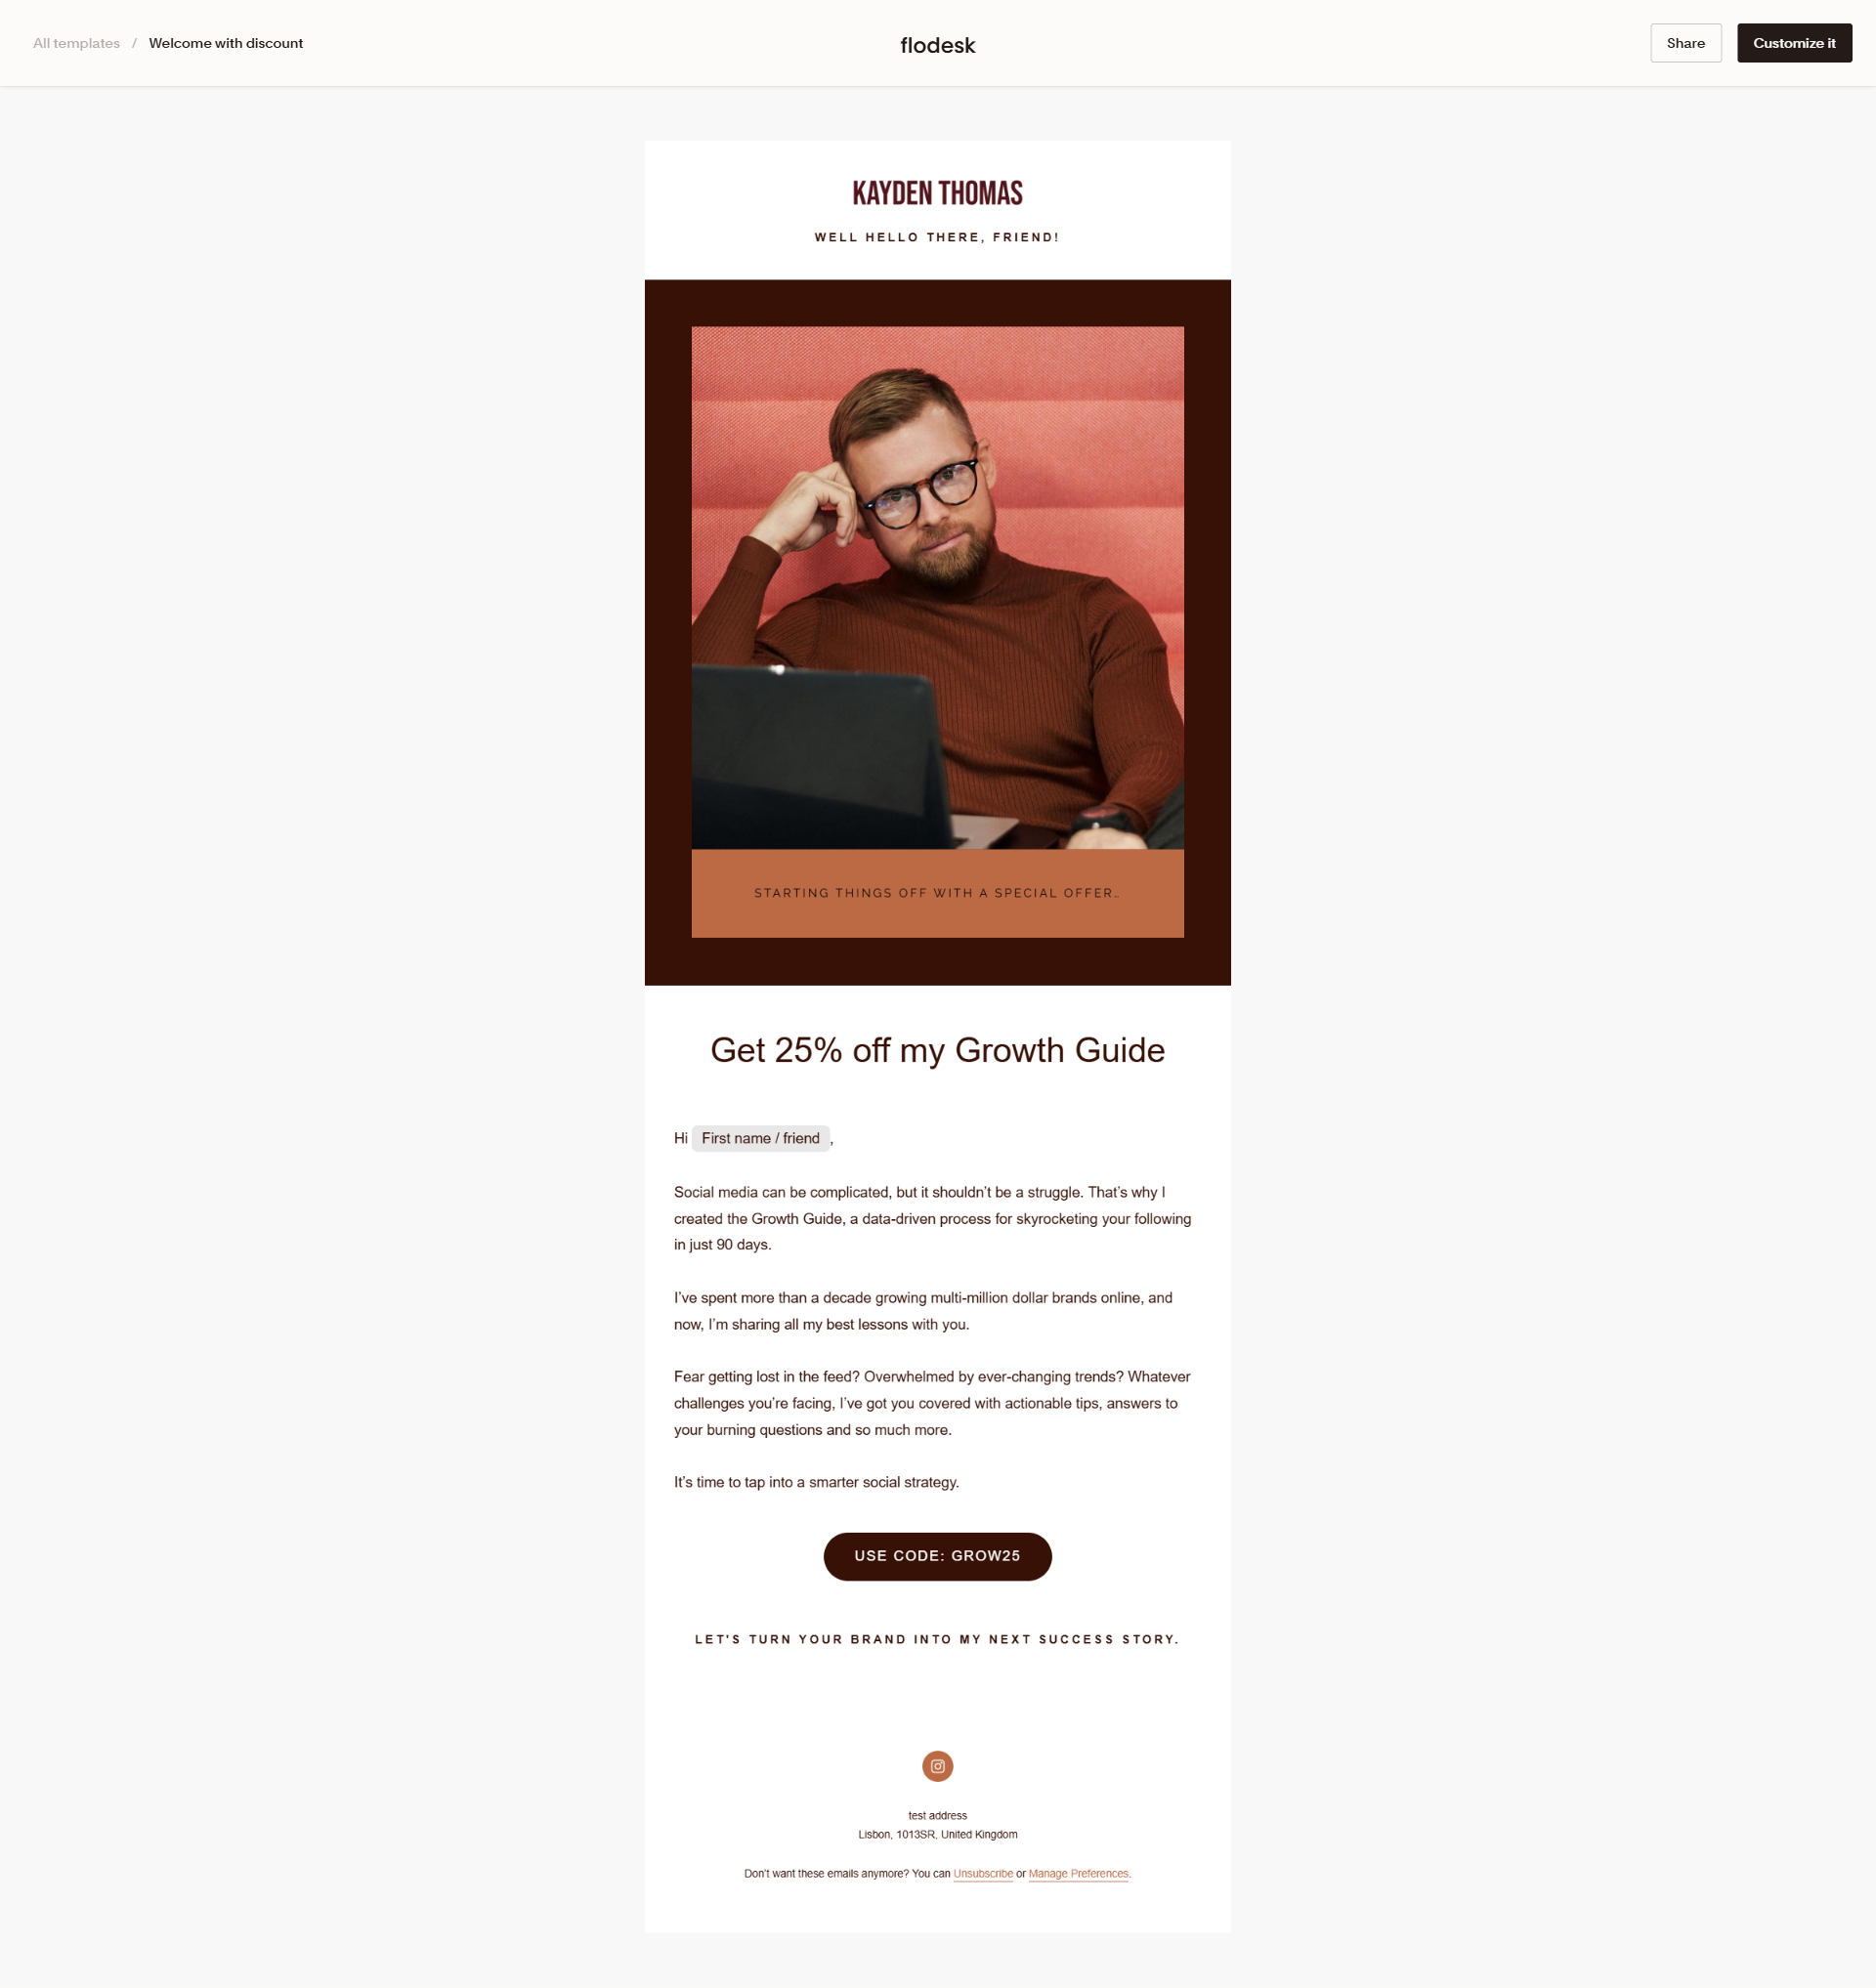 All templates / Welcome with discount
flodesk
Share
Customize it
KAYDEN THOMAS
WELL HELLO THERE, FRIEND!
STARTING THINGS OFF WITH A SPECIAL OFFER…
Get 25% off my Growth Guide
Hi First name / friend ,
Social media can be complicated, but it shouldn’t be a struggle. That’s why I
created the Growth Guide, a data-driven process for skyrocketing your following
in just 90 days.
I’ve spent more than a decade growing multi-million dollar brands online, and
now, I’m sharing all my best lessons with you.
Fear getting lost in the feed? Overwhelmed by ever-changing trends? Whatever
challenges you’re facing, I’ve got you covered with actionable tips, answers to
your burning questions and so much more.
It’s time to tap into a smarter social strategy.
USE CODE: GROW25
LET'S TURN YOUR BRAND INTO MY NEXT SUCCESS STORY.
test address
Lisbon, 1013SR, United Kingdom
Don’t want these emails anymore? You can Unsubscribe or Manage Preferences.